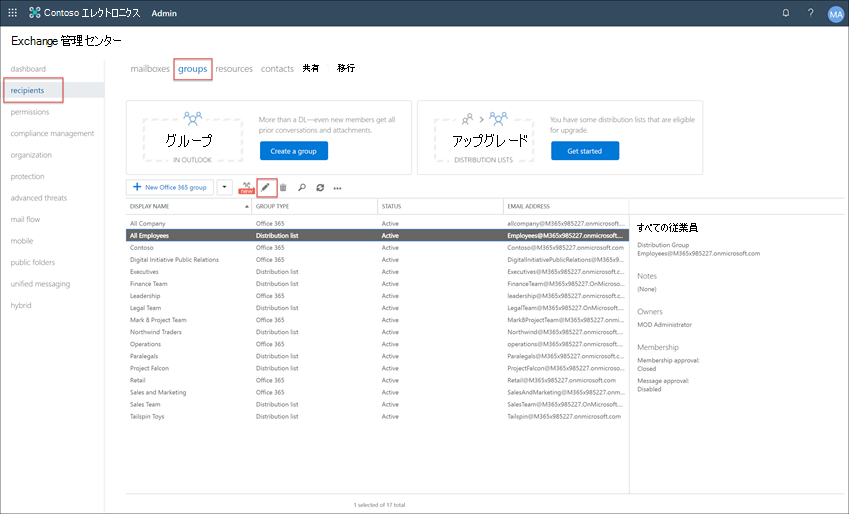 Contoso エレクトロニクス Admin
? MA
Exchange 管理センター
dashboard
recipients
permissions
compliance management
organization
protection
advanced threats
mail flow
mobile
public folders
unified messaging
hybrid
mailboxes groups resources contacts 共有 移行
グループ
IN OUTLOOK
More than a DL—even new members get all
prior conversations and attachments.
Create a group
アップグレード
DISTRIBUTION LISTS
You have some distribution lists that are eligible
for upgrade.
Get started
New Office 365 group new
DISPLAY NAME GROUP TYPE STATUS EMAIL ADDRESS
All Company Office 365 Active allcompany@M365x985227.onmicrosoft...
All Employees Distribution list Active Employees@M365x985227.onmicrosoft....
Contoso Office 365 Active Contoso@M365x985227.onmicrosoft.com
Digital Initiative Public Relations Office 365 Active DigitalInitiativePublicRelations@M365x9...
Executives Distribution list Active Executives@M365x985227.onmicrosoft....
Finance Team Distribution list Active FinanceTeam@M365x985227.OnMicros...
Leadership Office 365 Active leadership@M365x985227.onmicrosoft....
Legal Team Distribution list Active LegalTeam@M365x985227.OnMicrosoft...
Mark 8 Project Team Office 365 Active Mark8ProjectTeam@M365x985227.onmi...
Northwind Traders Distribution list Active Northwind@M365x985227.onmicrosoft...
Operations Office 365 Active operations@M365x985227.onmicrosoft....
Paralegals Distribution list Active Paralegals@M365x985227.onmicrosoft.c...
Project Falcon Distribution list Active ProjectFalcon@M365x985227.onmicroso...
Retail Office 365 Active Retail@M365x985227.onmicrosoft.com
Sales and Marketing Office 365 Active SalesAndMarketing@M365x985227.onmi...
Sales Team Distribution list Active SalesTeam@M365x985227.OnMicrosoft...
Tailspin Toys Distribution list Active Tailspin@M365x985227.onmicrosoft.com
すべての従業員
Distribution Group
Employees@M365x985227.onmicrosoft.com
Notes
(None)
Owners
MOD Administrator
Membership
Membership approval:
Closed
Message approval:
Disabled
1 selected of 17 total